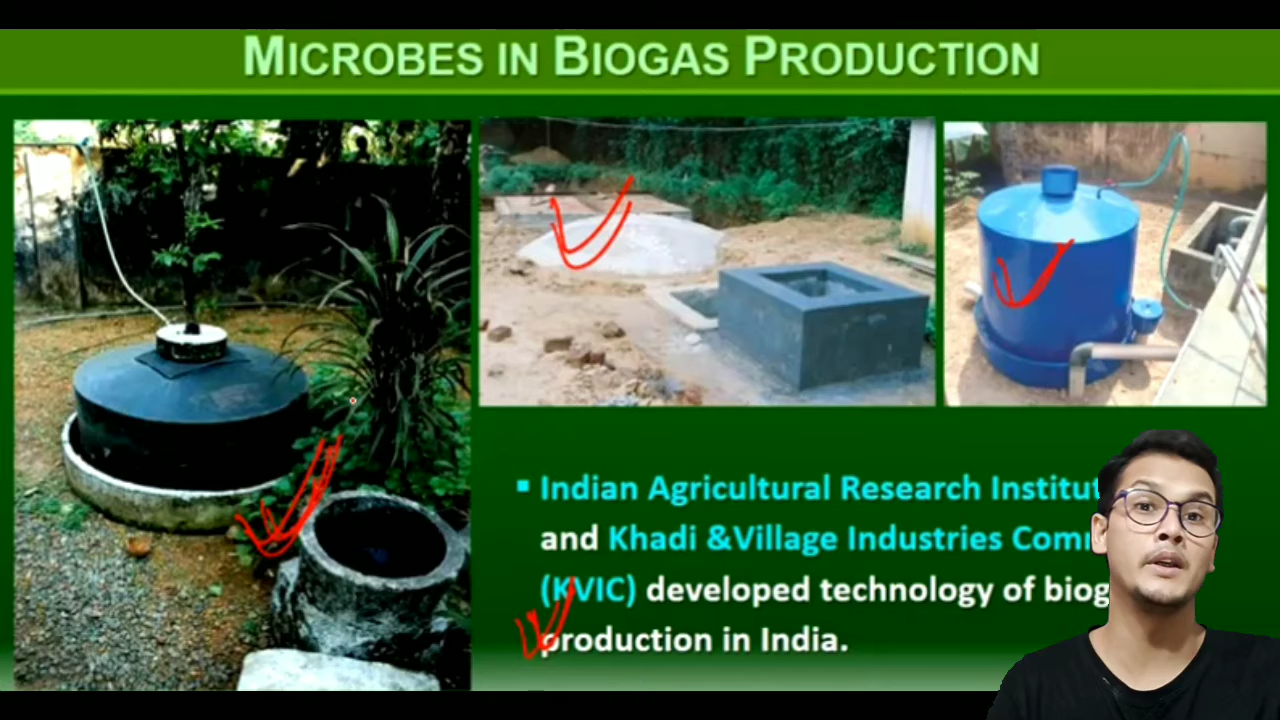 MICROBES IN BIOGAS PRODUCTION
Indian Agricultural Research
and Khadi &Village Industries
(KVIC) developed technology of
production in India.